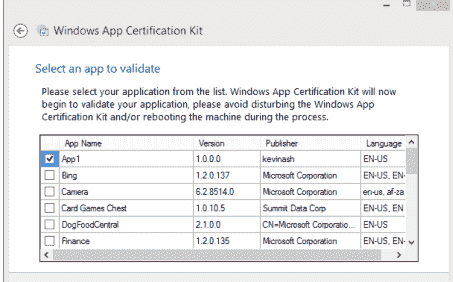 Windows App Certification Kit
Select an app to validate
Please select your application from the list. Windows App Certification Kit will now
begin to validate your application, please avoid disturbing the Windows App
Certification Kit and/or rebooting the machine during the process.
App Name Version Publisher Language
App1 1.0.0.0 kevinash EN-US
Bing 1.2.0.137 Microsoft Corporation EN-US, EN-
Camera 6.2.8514.0 Microsoft Corporation en-us, af-za
Card Games Chest 1.0.10.5 Summit Data Corp EN-US, EN
DogFoodCentral 2.1.0.0 CN=Microsoft Corporatio... EN-US
Finance 1.2.0.135 Microsoft Corporation EN-US, EN-